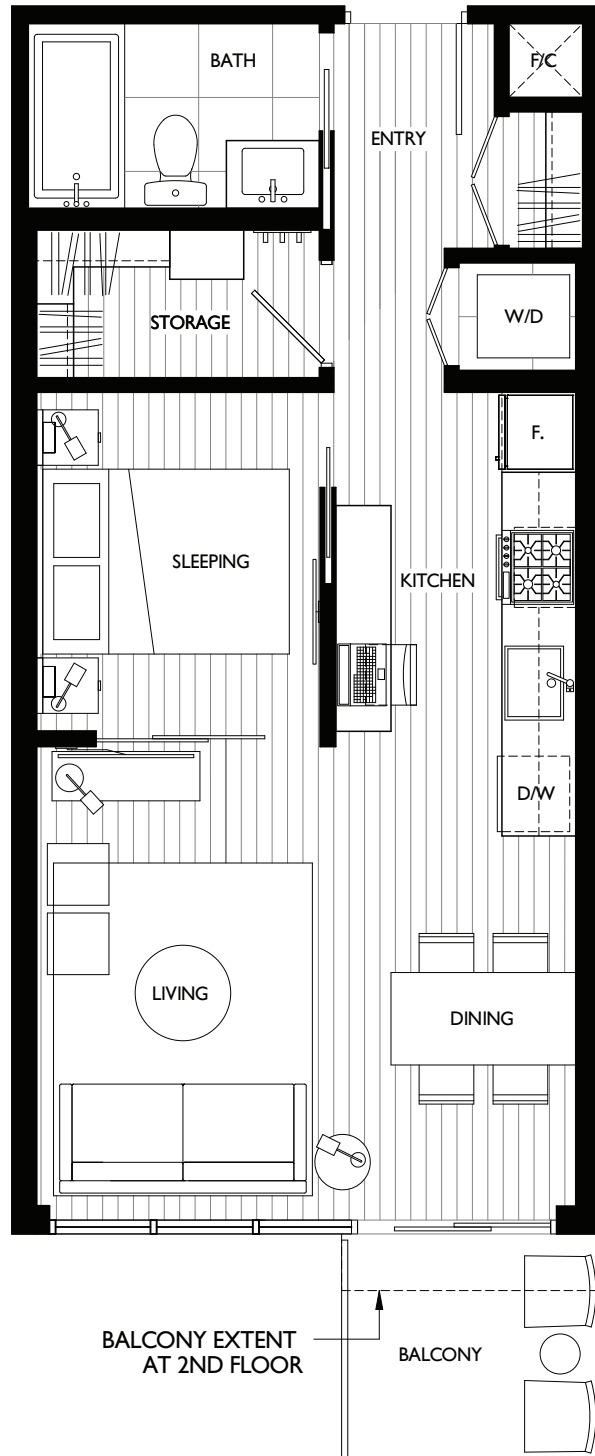 BATH
F/C
ENTRY
W/D
STORAGE
F.
SLEEPING
KITCHEN
D/W
LIVING
DINING
BALCONY EXTENT
AT 2ND FLOOR
BALCONY